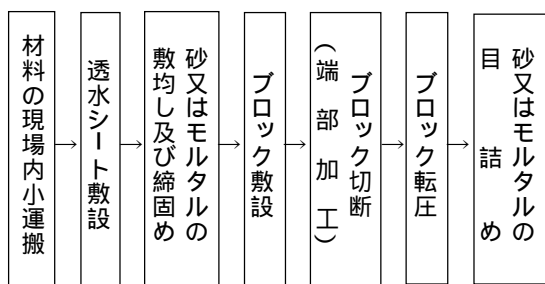 材料の現場内小運搬
透水シート敷設
砂又はモルタルの
敷均し及び締固め
ブロック敷設
ブロック切断
(端部加工)
ブロック転圧
砂又はモルタルの
目詰め